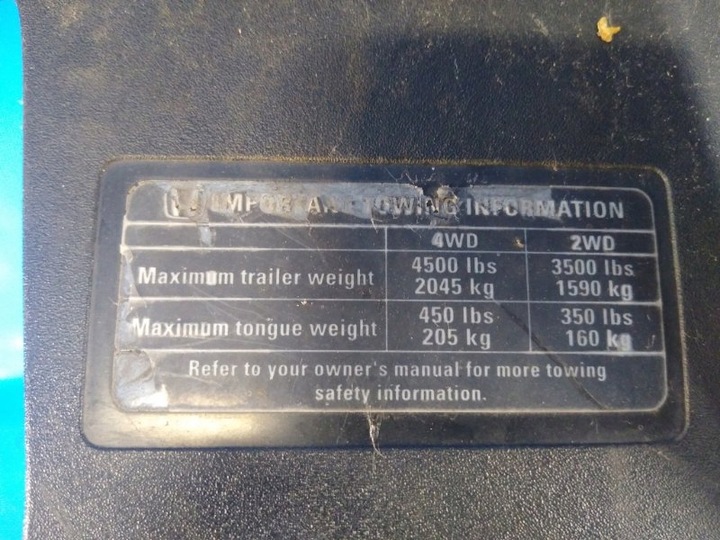 IMPORTANT TOWING INFORMATION
4WD 2WD
Maximum trailer weight 4500 lbs 3500 lbs
2045 kg 1590 kg
Maximum tongue weight 450 lbs 350 lbs
205 kg 160 kg
Refer to your owner's manual for more towing
safety information.